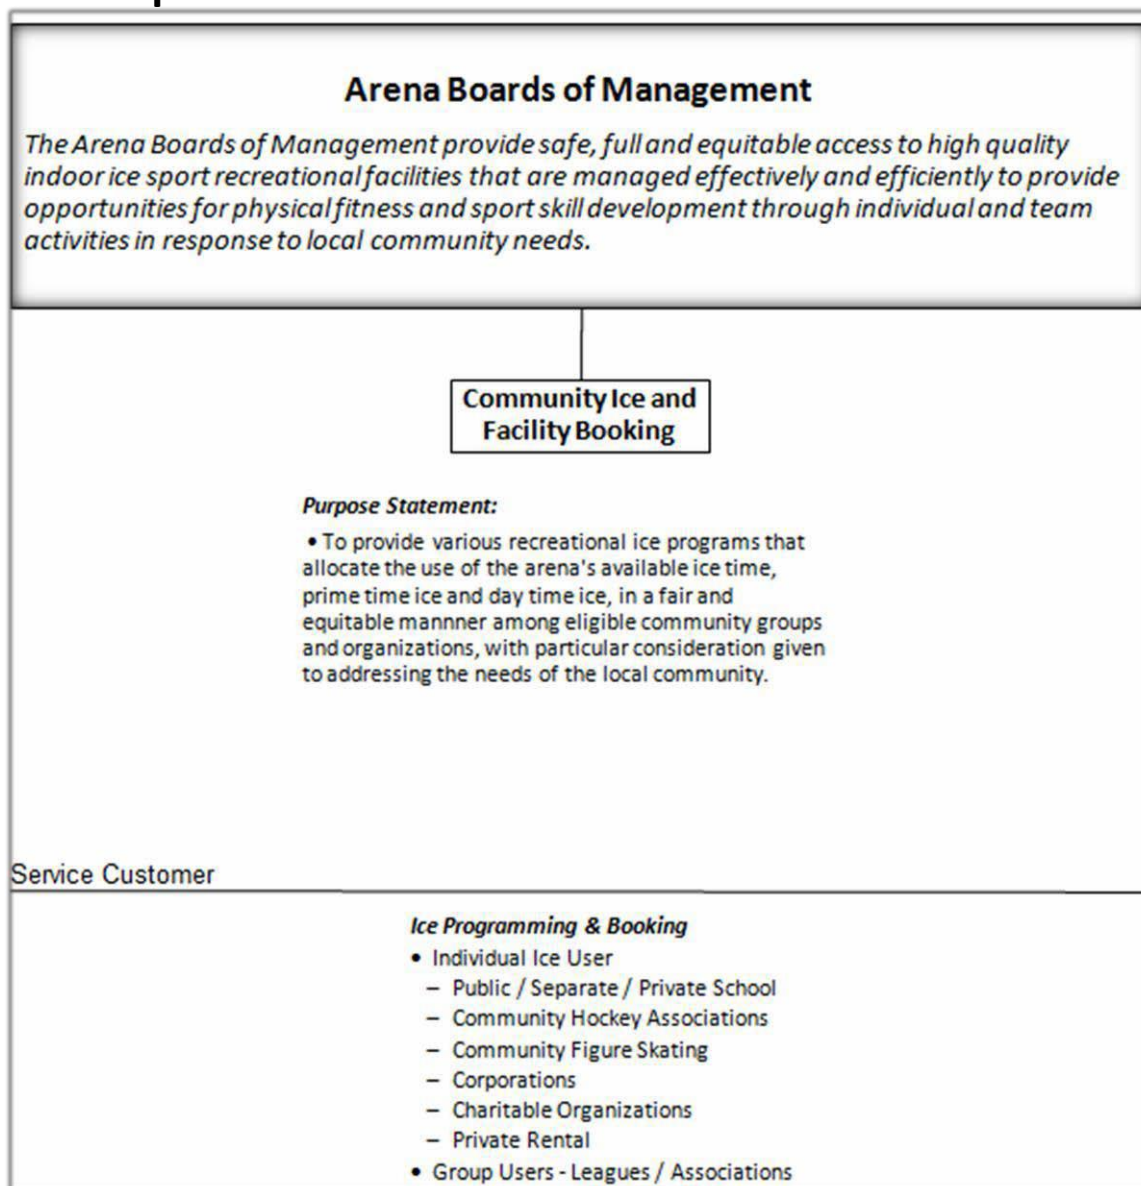 Arena Boards of Management
The Arena Boards of Management provide safe, full and equitable access to high quality
indoor ice sport recreational facilities that are managed effectively and efficiently to provide
opportunities for physical fitness and sport skill development through individual and team
activities in response to local community needs.
Community Ice and
Facility Booking
Purpose Statement:
• To provide various recreational ice programs that
allocate the use of the arena's available ice time,
prime time ice and day time ice, in a fair and
equitable mannner among eligible community groups
and organizations, with particular consideration given
to addressing the needs of the local community.
Service Customer
Ice Programming & Booking
• Individual Ice User
– Public / Separate / Private School
– Community Hockey Associations
– Community Figure Skating
– Corporations
– Charitable Organizations
– Private Rental
• Group Users - Leagues / Associations